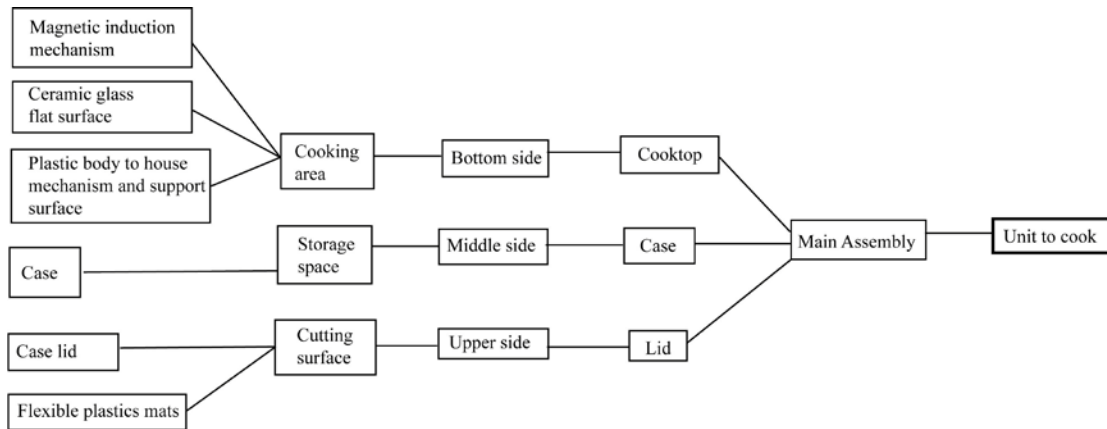 Magnetic induction
mechanism
Ceramic glass
flat surface
Plastic body to house
mechanism and support
surface
Cooking
area
Bottom side
Cooktop
Case
Storage
space
Middle side
Case
Main Assembly
Unit to cook
Case lid
Flexible plastics mats
Cutting
surface
Upper side
Lid